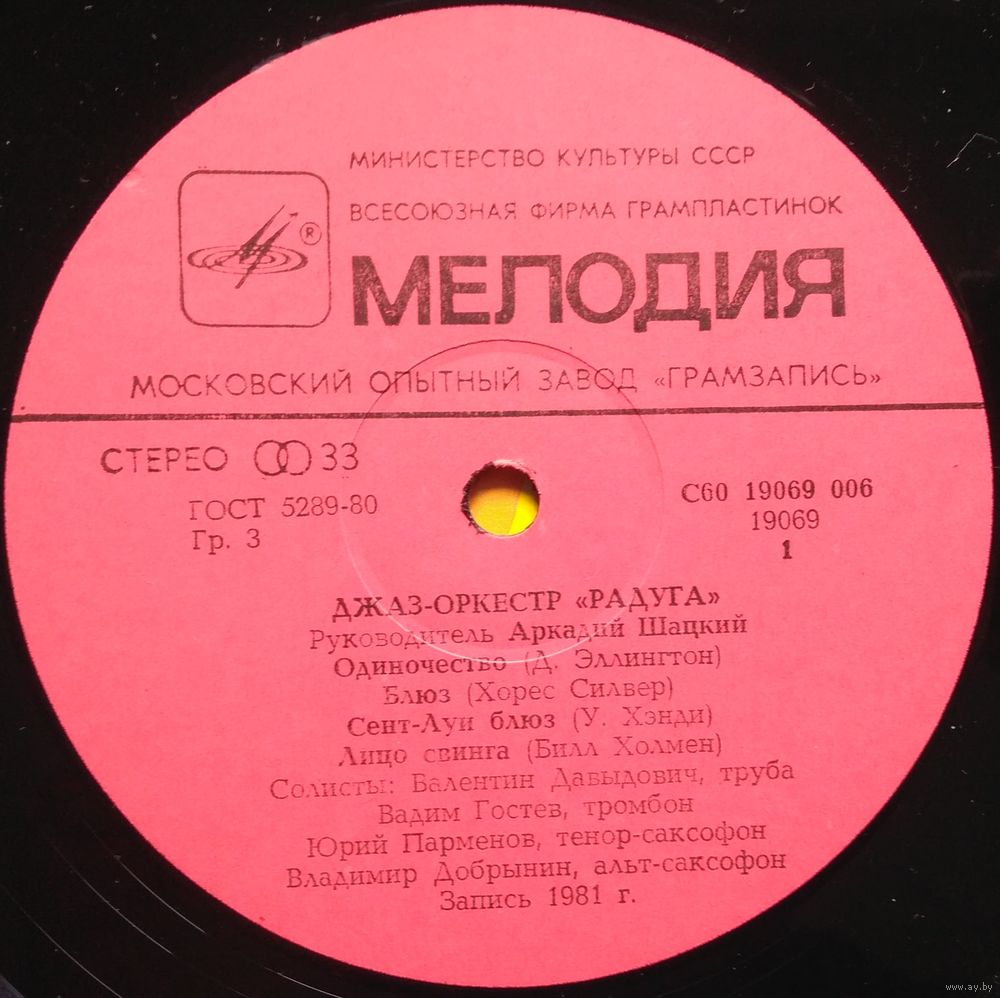 МИНИСТЕРСТВО КУЛЬТУРЫ СССР
ВСЕСОЮЗНАЯ ФИРМА ГРАМПЛАСТИНОК
®
МЕЛОДИЯ
МОСКОВСКИЙ ОПЫТНЫЙ ЗАВОД «ГРАМЗАПИСЬ»
СТЕРЕО 33
ГОСТ 5289-80
Гр. 3
С60 19069 006
19069
1
ДЖАЗ-ОРКЕСТР «РАДУГА»
Руководитель Аркадий Шацкий
Одиночество (Д. Эллингтон)
Блюз (Хорес Силвер)
Сент-Луи блюз (У. Хэнди)
Лицо свинга (Билл Холмен)
Солисты: Валентин Давыдович, труба
Вадим Гостев, тромбон
Юрий Парменов, тенор-саксофон
Владимир Добрынин, альт-саксофон
Запись 1981 г.
www.ay.by